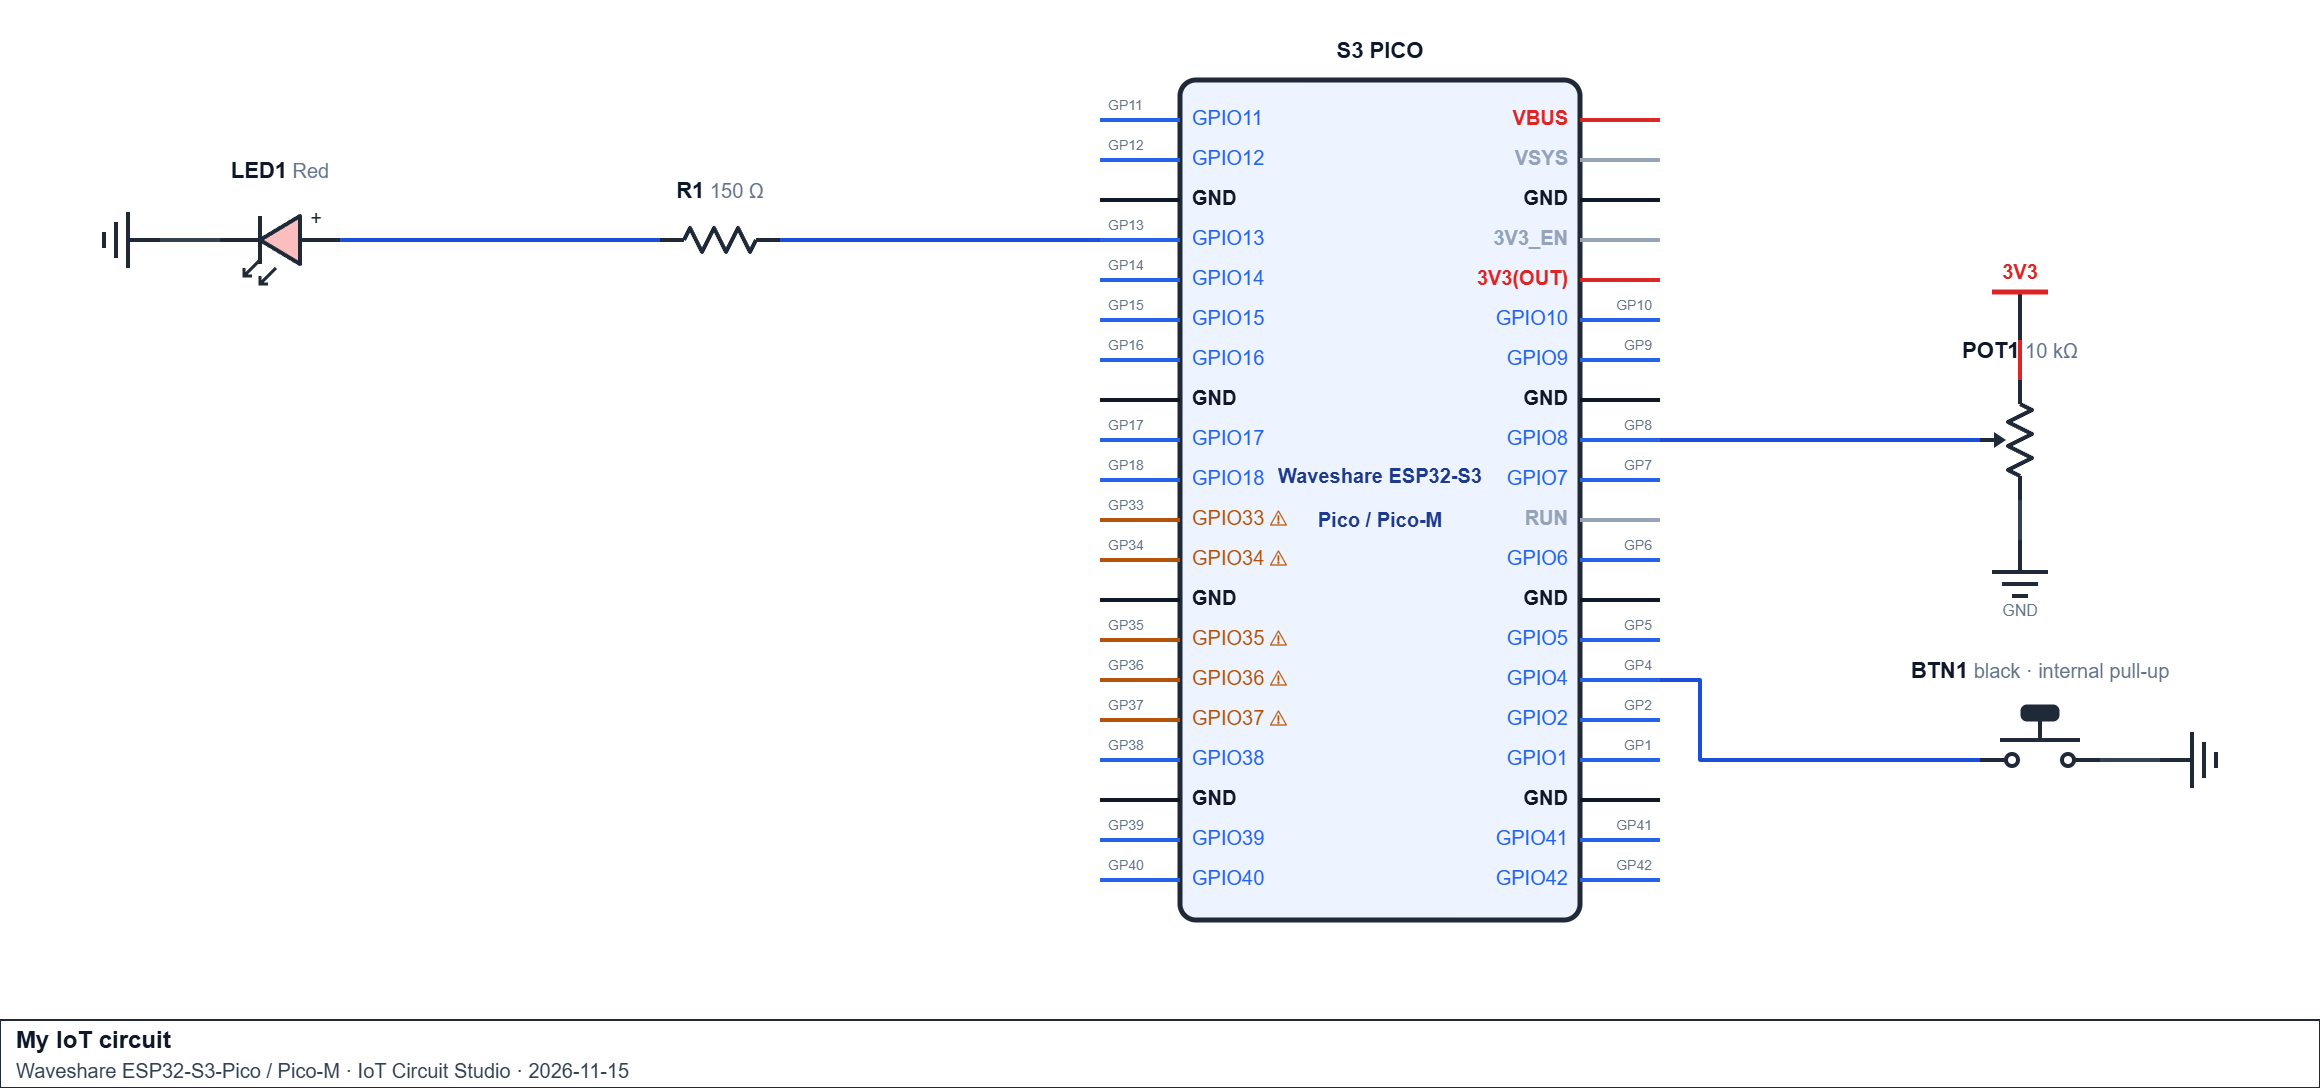 S3 PICO
GP11 GPIO11 VBUS
GP12 GPIO12 VSYS
GND GND
LED1 Red
R1 150 Ω
+
GP13 GPIO13 3V3_EN
GP14 GPIO14 3V3(OUT)
3V3
GP15 GPIO15 GPIO10 GP10
GP16 GPIO16 GPIO9 GP9
POT1 10 kΩ
GND GND
GP17 GPIO17 GPIO8 GP8
GP18 GPIO18 Waveshare ESP32-S3 GPIO7 GP7
GP33 GPIO33 ⚠ Pico / Pico-M RUN
GP34 GPIO34 ⚠ GPIO6 GP6
GND GND
GND
GP35 GPIO35 ⚠ GPIO5 GP5
GP36 GPIO36 ⚠ GPIO4 GP4
BTN1 black · internal pull-up
GP37 GPIO37 ⚠ GPIO2 GP2
GP38 GPIO38 GPIO1 GP1
GND GND
GP39 GPIO39 GPIO41 GP41
GP40 GPIO40 GPIO42 GP42
My IoT circuit
Waveshare ESP32-S3-Pico / Pico-M · IoT Circuit Studio · 2026-11-15